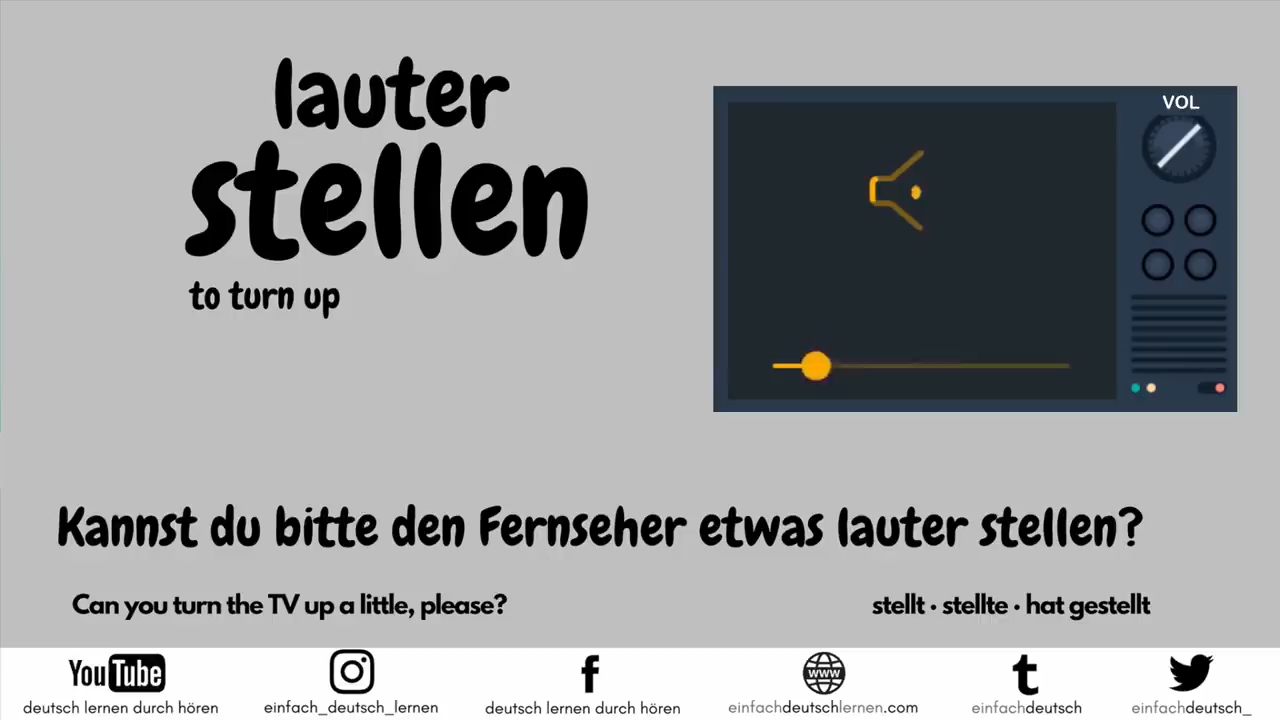 lauter
stellen
to turn up
VOL
Kannst du bitte den Fernseher etwas lauter stellen?
Can you turn the TV up a little, please?
stellt • stellte • hat gestellt
YouTube
deutsch lernen durch hören
einfach_deutsch_lernen
f
deutsch lernen durch hören
www
einfachdeutschlernen.com
t
einfachdeutsch
einfachdeutsch_